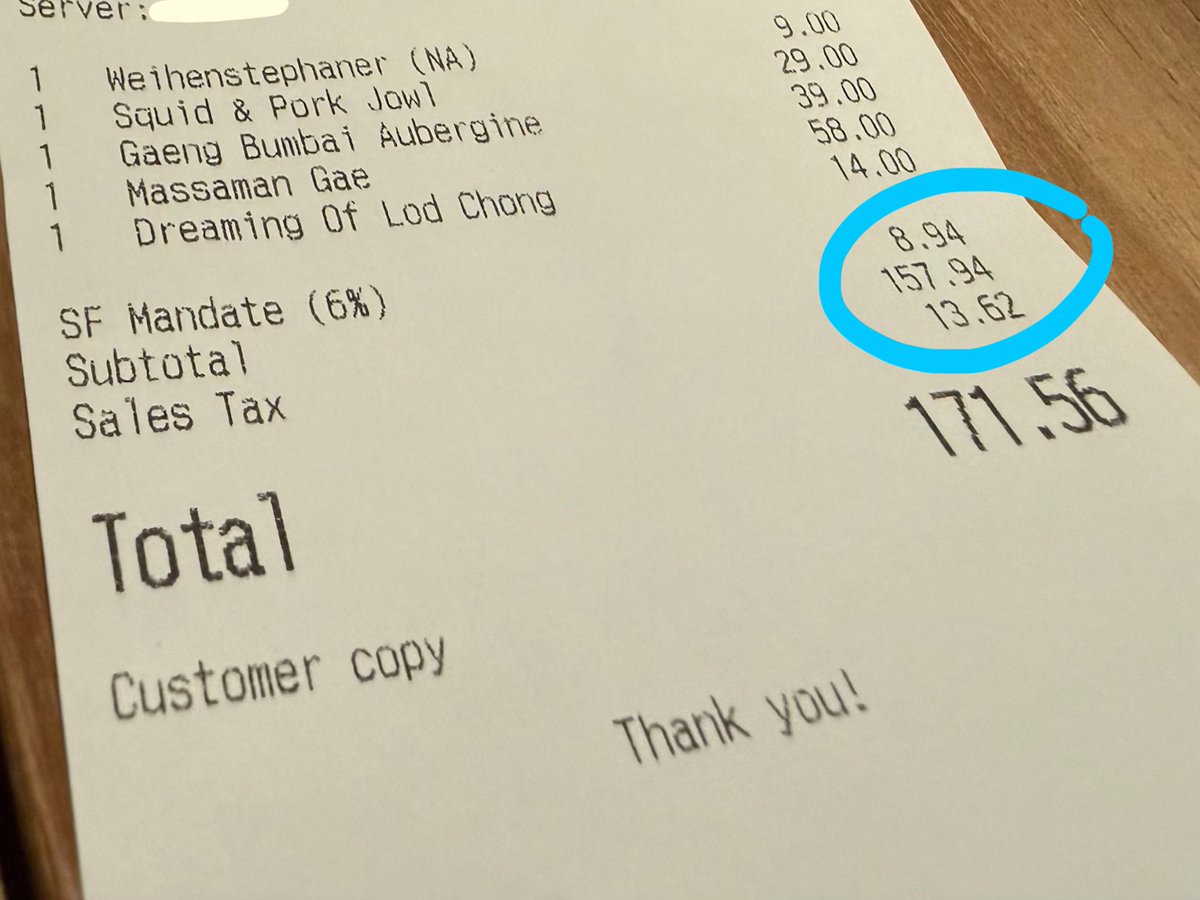 Server:
1 Weihenstephaner (NA) 9.00
1 Squid & Pork Jowl 29.00
1 Gaeng Bumbai Aubergine 39.00
1 Massaman Gae 58.00
1 Dreaming Of Lod Chong 14.00
SF Mandate (6%) 8.94
Subtotal 157.94
Sales Tax 13.62
Total 171.56
Customer copy
Thank you!